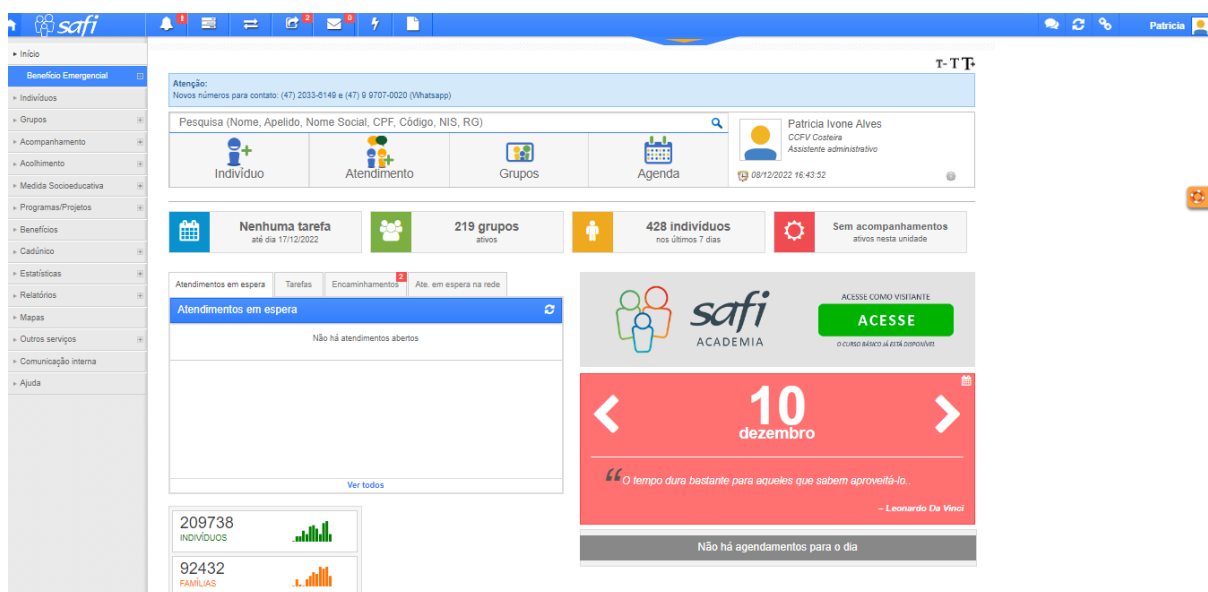 safi
1
2
0
Patricia
Início
Benefício Emergencial
Indivíduos
Grupos
Acompanhamento
Acolhimento
Medida Socioeducativa
Programas/Projetos
Benefícios
Cadúnico
Estatísticas
Relatórios
Mapas
Outros serviços
Comunicação interna
Ajuda
T- T T+
Atenção:
Novos números para contato: (47) 2033-6149 e (47) 9 9707-0020 (Whatsapp)
Pesquisa (Nome, Apelido, Nome Social, CPF, Código, NIS, RG)
Indivíduo
Atendimento
Grupos
Agenda
Patricia Ivone Alves
CCFV Costeira
Assistente administrativo
08/12/2022 16:43:52
Nenhuma tarefa
até dia 17/12/2022
219 grupos
ativos
428 indivíduos
nos últimos 7 dias
Sem acompanhamentos
ativos nesta unidade
Atendimentos em espera
Tarefas
Encaminhamentos 2
Ate. em espera na rede
Atendimentos em espera
Não há atendimentos abertos
Ver todos
209738
INDIVÍDUOS
92432
FAMÍLIAS
safi
ACADEMIA
ACESSE COMO VISITANTE
ACESSE
O CURSO BÁSICO JÁ ESTÁ DISPONÍVEL
10
dezembro
“O tempo dura bastante para aqueles que sabem aproveitá-lo..
– Leonardo Da Vinci
Não há agendamentos para o dia